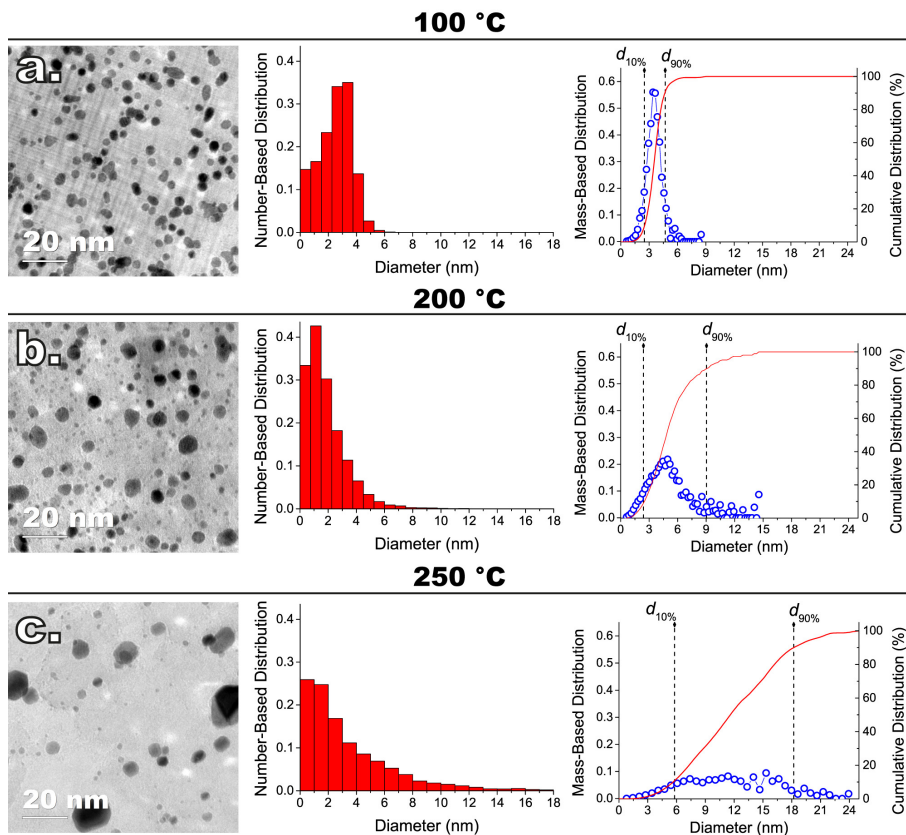 100 °C
a.
20 nm
Number-Based Distribution
0.4
0.3
0.2
0.1
0.0
0 2 4 6 8 10 12 14 16 18
Diameter (nm)
d10% d90%
Mass-Based Distribution
0.6
0.5
0.4
0.3
0.2
0.1
0.0
0 3 6 9 12 15 18 21 24
Diameter (nm)
100
80
60
40
20
0
Cumulative Distribution (%)
200 °C
b.
20 nm
Number-Based Distribution
0.4
0.3
0.2
0.1
0.0
0 2 4 6 8 10 12 14 16 18
Diameter (nm)
d10% d90%
Mass-Based Distribution
0.6
0.5
0.4
0.3
0.2
0.1
0.0
0 3 6 9 12 15 18 21 24
Diameter (nm)
100
80
60
40
20
0
Cumulative Distribution (%)
250 °C
c.
20 nm
Number-Based Distribution
0.4
0.3
0.2
0.1
0.0
0 2 4 6 8 10 12 14 16 18
Diameter (nm)
d10% d90%
Mass-Based Distribution
0.6
0.5
0.4
0.3
0.2
0.1
0.0
0 3 6 9 12 15 18 21 24
Diameter (nm)
100
80
60
40
20
0
Cumulative Distribution (%)